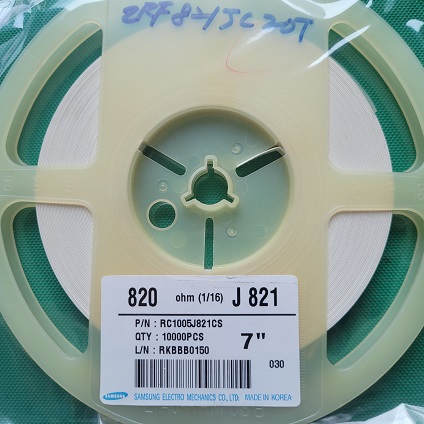 ERF821JC20T
820 ohm (1/16) J 821
P/N : RC1005J821CS
QTY : 10000PCS 7"
L/N : RKBBB0150
030
SAMSUNG SAMSUNG ELECTRO MECHANICS CO., LTD. MADE IN KOREA